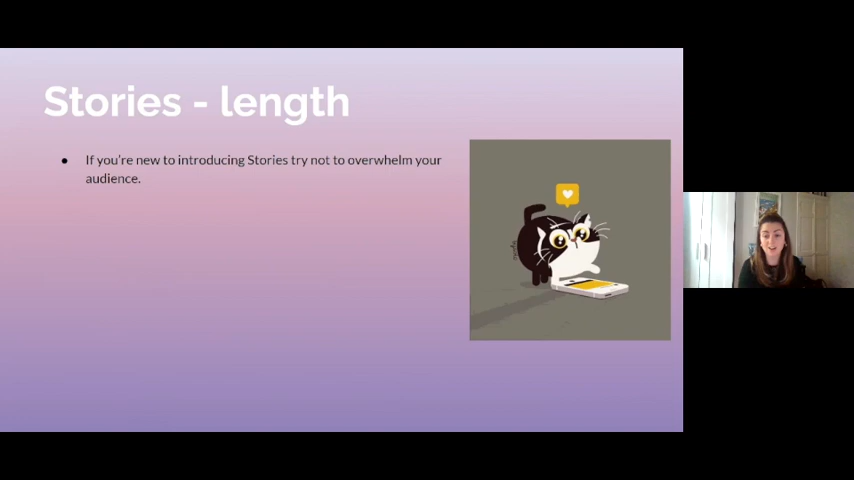 Stories - length
● If you're new to introducing Stories try not to overwhelm your
audience.